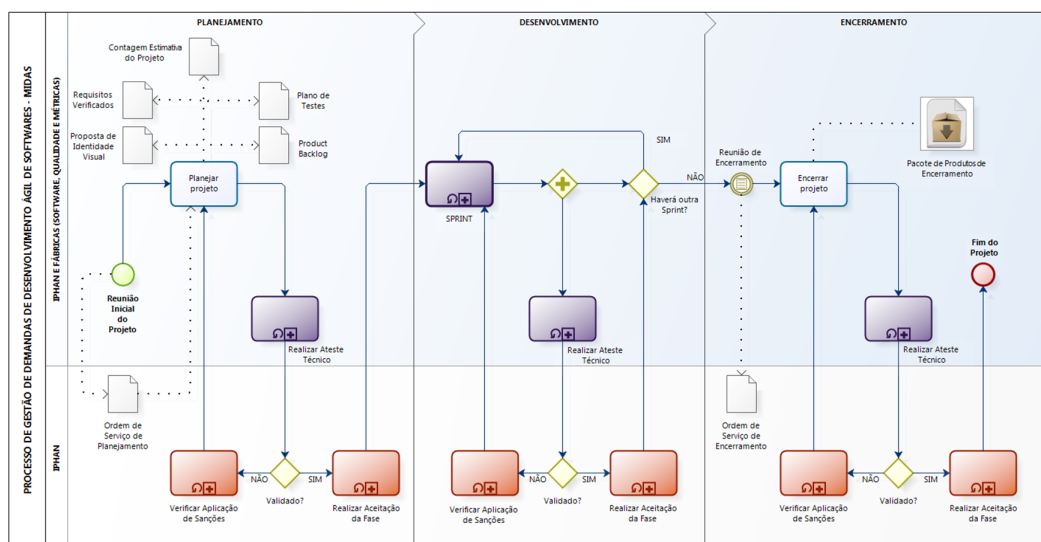 PROCESSO DE GESTÃO DE DEMANDAS DE DESENVOLVIMENTO ÁGIL DE SOFTWARES - MIDAS
IPHAN E FÁBRICAS (SOFTWARE, QUALIDADE E MÉTRICAS)
IPHAN
PLANEJAMENTO
DESENVOLVIMENTO
ENCERRAMENTO
Contagem Estimativa
do Projeto
Requisitos
Verificados
Plano de
Testes
Proposta de
Identidade
Visual
Product
Backlog
Planejar
projeto
Reunião
Inicial
do
Projeto
Realizar Ateste
Técnico
Ordem de
Serviço de
Planejamento
Verificar Aplicação
de Sanções
NÃO
SIM
Validado?
Realizar Aceitação
da Fase
SPRINT
SIM
NÃO
Haverá outra
Sprint?
Realizar Ateste
Técnico
Verificar Aplicação
de Sanções
NÃO
SIM
Validado?
Realizar Aceitação
da Fase
Reunião de
Encerramento
Encerrar
projeto
Pacote de Produtos de
Encerramento
Fim do
Projeto
Realizar Ateste
Técnico
Ordem de
Serviço de
Encerramento
Verificar Aplicação
de Sanções
NÃO
SIM
Validado?
Realizar Aceitação
da Fase